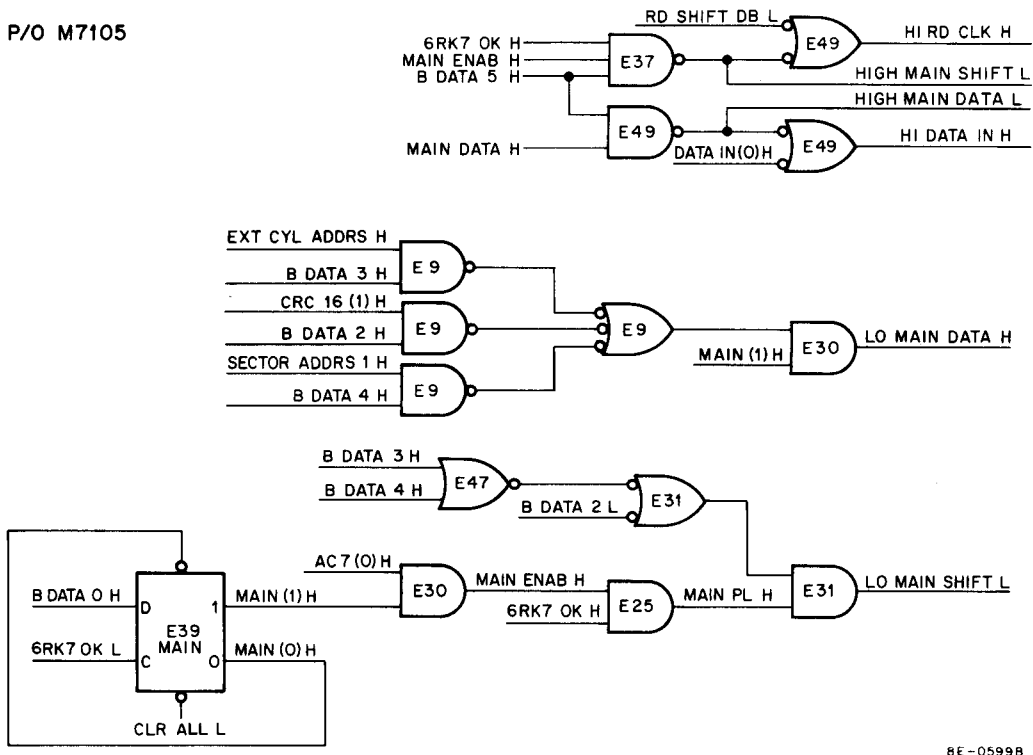 P/O M7105
RD SHIFT DB L
6RK7 OK H
MAIN ENAB H
B DATA 5 H
E37
E49
HI RD CLK H
HIGH MAIN SHIFT L
HIGH MAIN DATA L
E49
MAIN DATA H
DATA IN(0)H
E49
HI DATA IN H
EXT CYL ADDRS H
E9
B DATA 3 H
CRC 16 (1) H
E9
B DATA 2 H
SECTOR ADDRS 1 H
E9
B DATA 4 H
E9
MAIN (1) H
E30
LO MAIN DATA H
B DATA 3 H
E47
B DATA 4 H
B DATA 2 L
E31
AC7(0)H
E30
MAIN ENAB H
6RK7 OK H
E25
MAIN PL H
E31
LO MAIN SHIFT L
B DATA 0 H
D
1
MAIN (1) H
E39
MAIN
6RK7 OK L
C
0
MAIN (0) H
CLR ALL L
8E-0599B